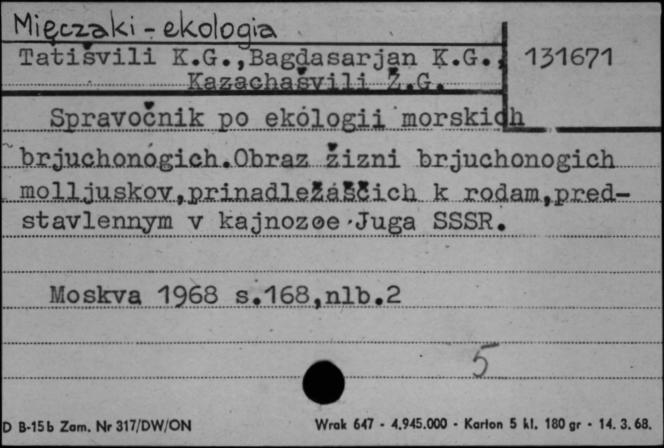 Mięczaki - ekologia
Tatišvili K.G.,Bagdasarjan K.G., 131671
Kazachašvili Ž.G.
Spravočnik po ekologii morskich
brjuchonogich.Obraz žizni brjuchonogich
molljuskov,prinadležáščich k rodam,pred-
stavlennym v kajnozoe Juga SSSR.
Moskva 1968 s.168,nlb.2
5
D B-15b Zam. Nr 317/DW/ON Wrak 647 - 4.945.000 - Karton 5 kl. 180 gr - 14. 3. 68.